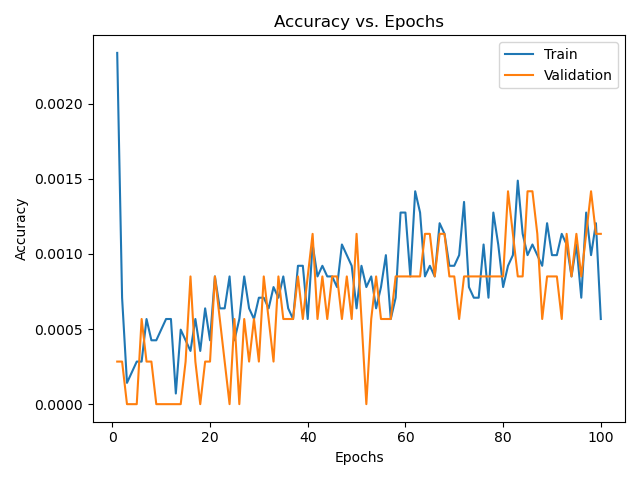 Accuracy vs. Epochs
Train
Validation
Accuracy
0.0020
0.0015
0.0010
0.0005
0.0000
0 20 40 60 80 100
Epochs